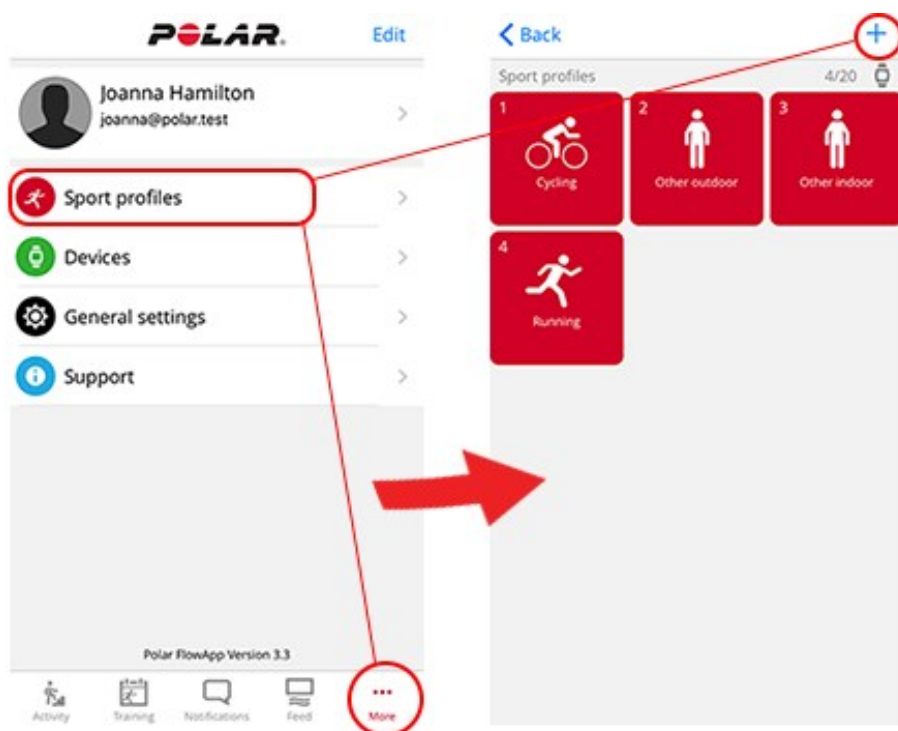 POLAR.
Edit
Joanna Hamilton
joanna@polar.test
Sport profiles
Devices
General settings
Support
Polar FlowApp Version 3.3
Activity
Training
Notifications
Feed
More
Back
Sport profiles
4/20
1
Cycling
2
Other outdoor
3
Other indoor
4
Running